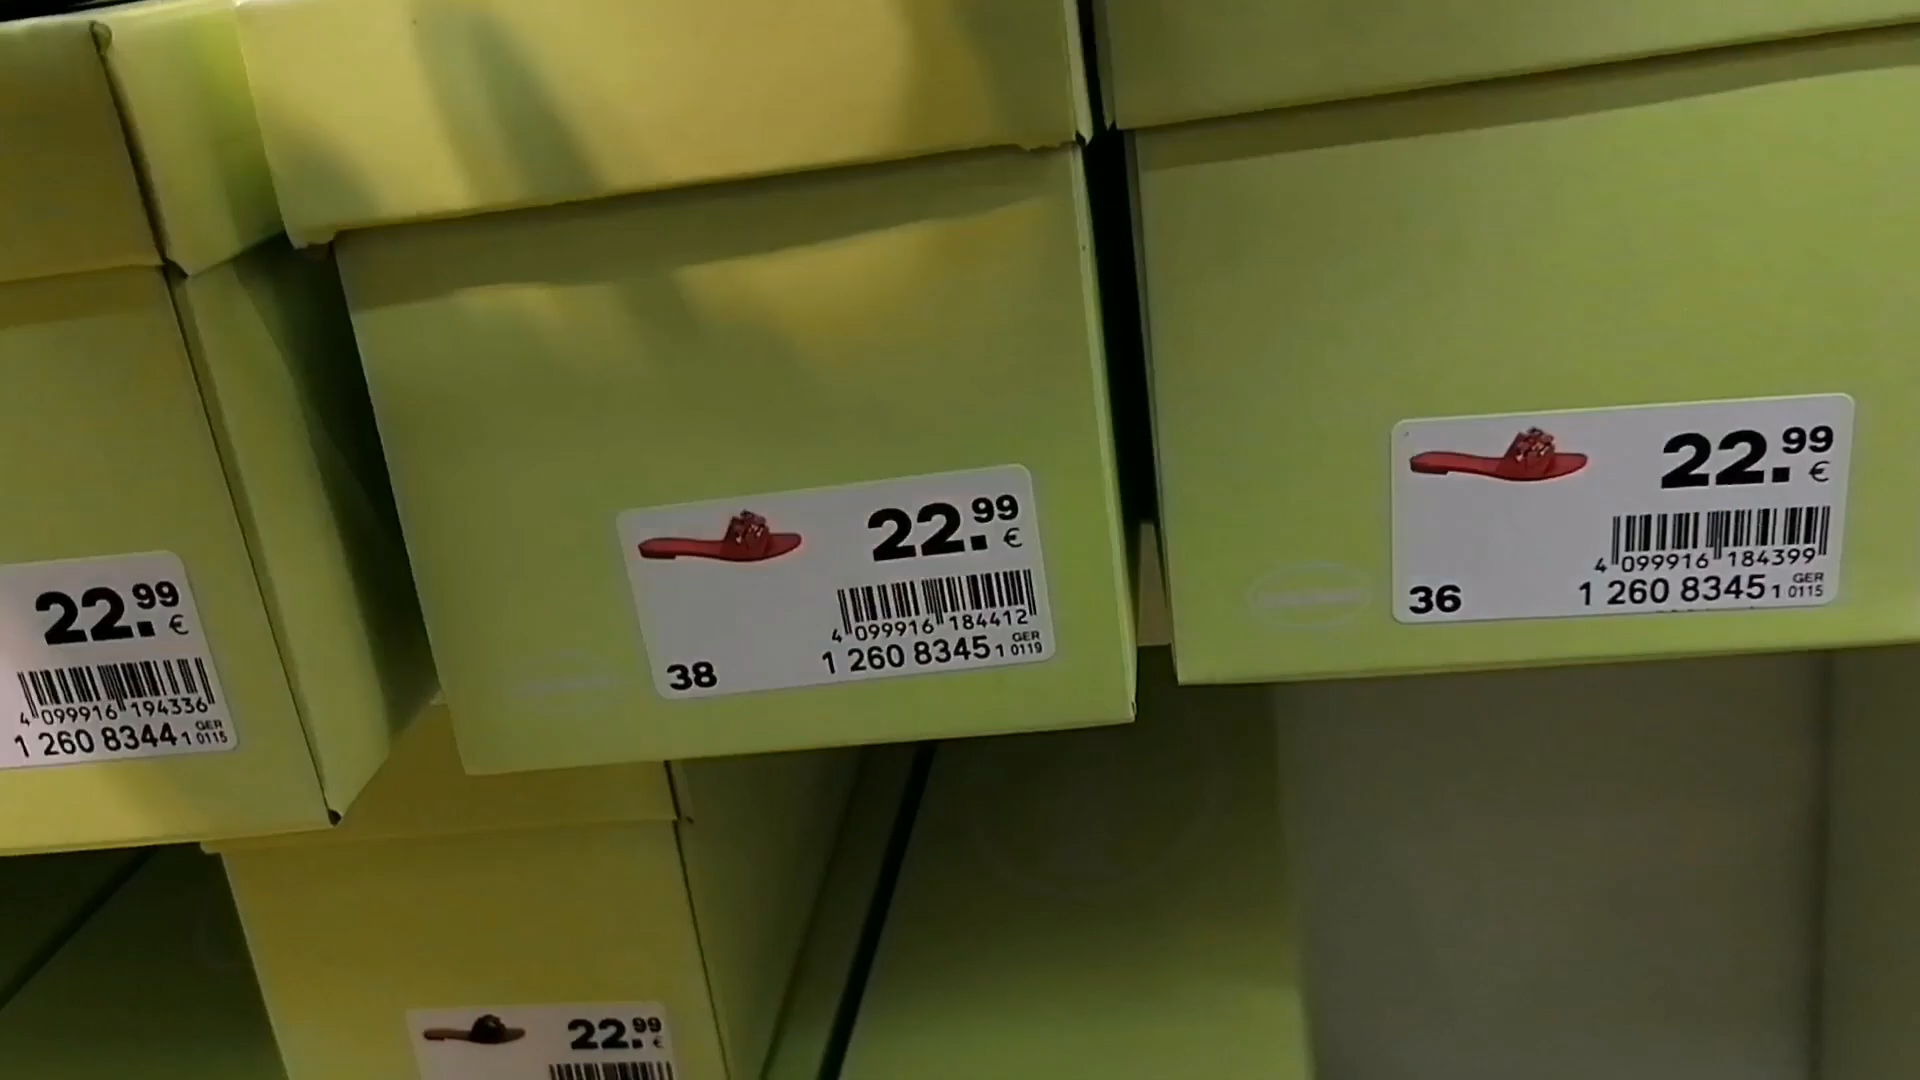 22.99
€
4 099916 194336
1 260 8344 1 GER 0115
22.99
€
4 099916 184412
38
1 260 8345 1 GER 0119
22.99
€
4 099916 184399
36
1 260 8345 1 GER 0115
22.99
€